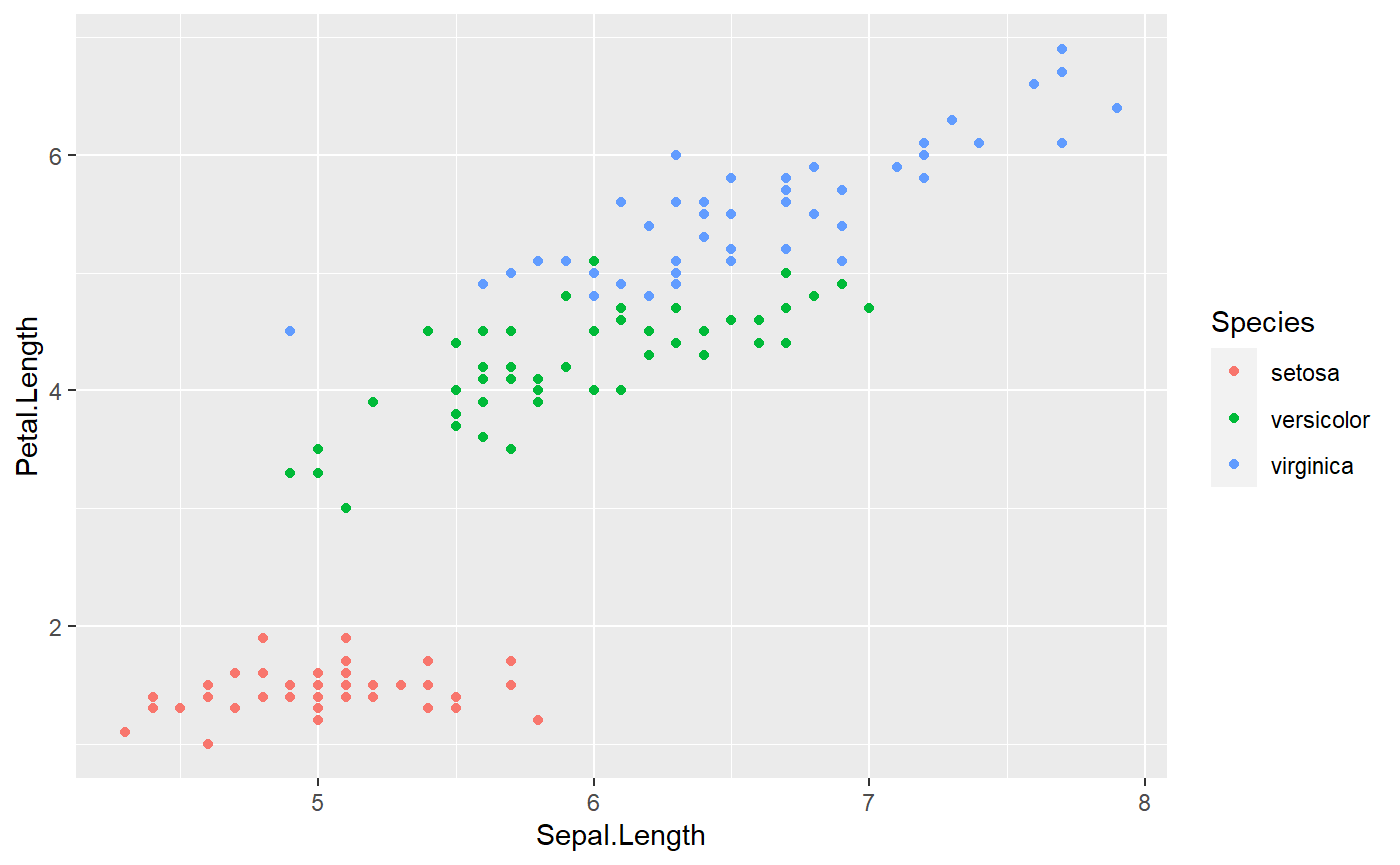 6
4
2
Petal.Length
5 6 7 8
Sepal.Length
Species
setosa
versicolor
virginica